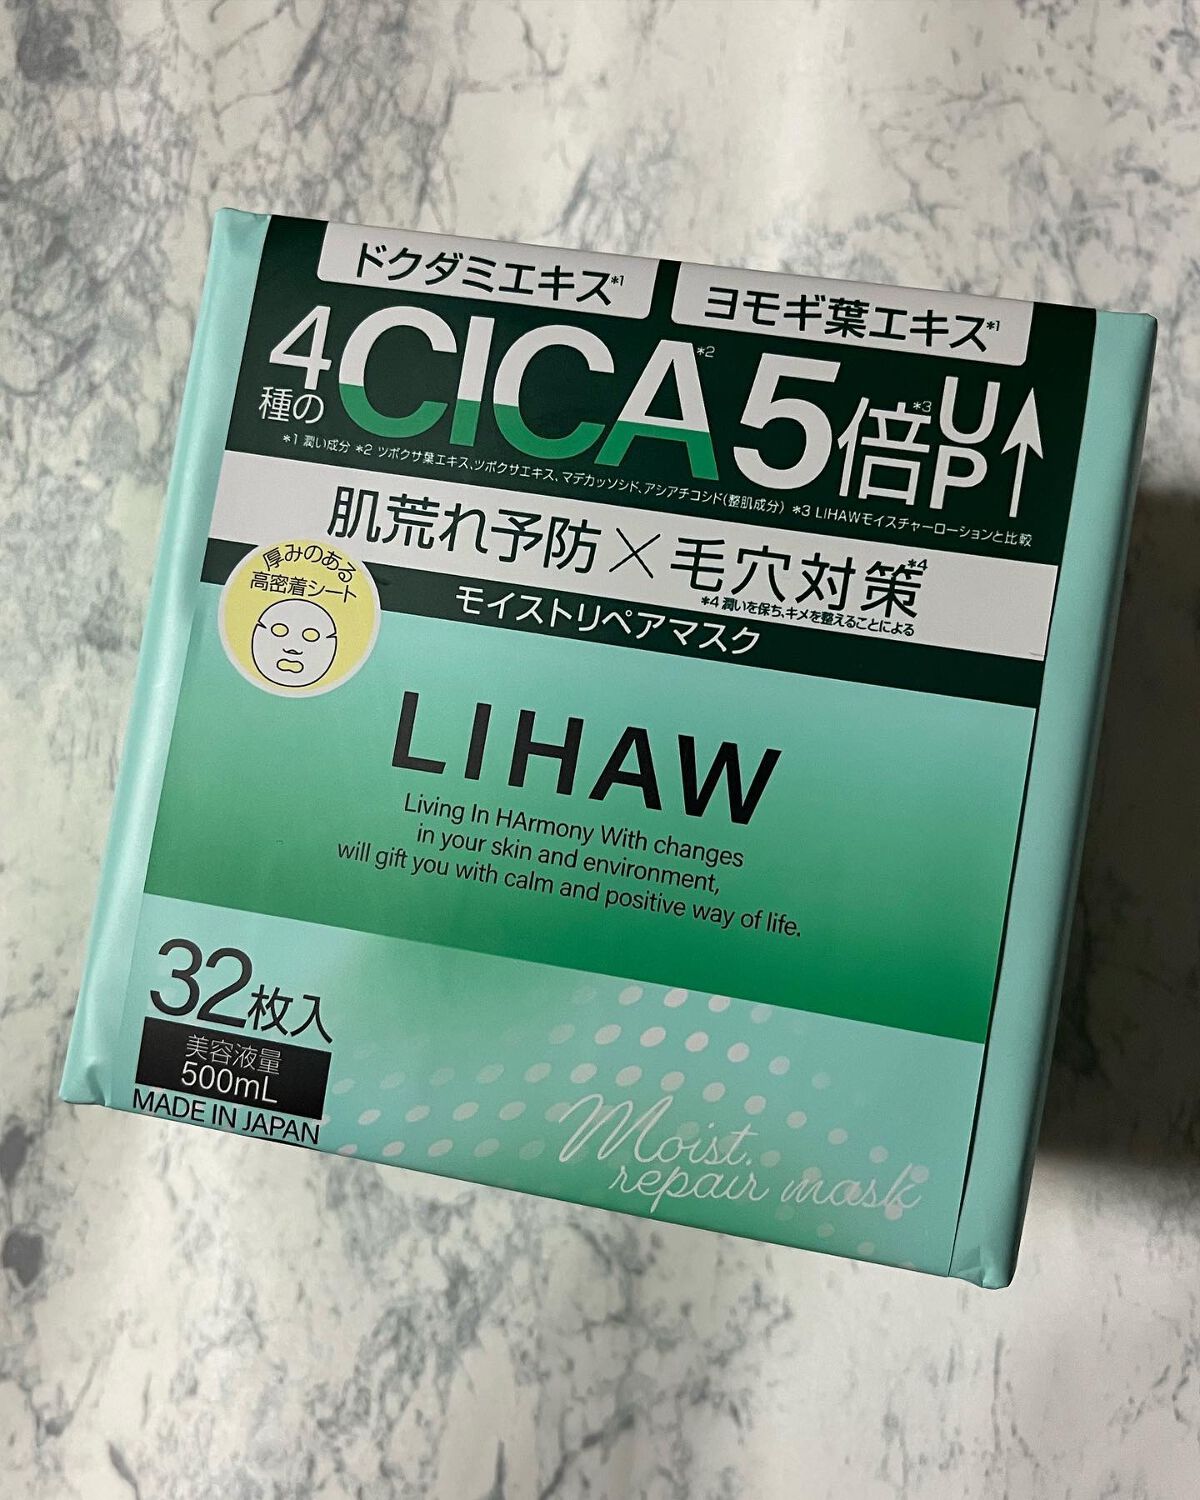 ドクダミエキス*1 ヨモギ葉エキス*1
4種のCICA*2 5倍*3 UP↑
*1 潤い成分 *2 ツボクサ葉エキス、ツボクサエキス、マデカッソシド、アシアチコシド(整肌成分) *3 LIHAWモイスチャーローションと比較
肌荒れ予防×毛穴対策*4
*4 潤いを保ち、キメを整えることによる
厚みのある
高密着シート
モイストリペアマスク
LIHAW
Living In HArmony With changes
in your skin and environment,
will gift you with calm and positive way of life.
32枚入
美容液量
500mL
MADE IN JAPAN
Moist
repair mask